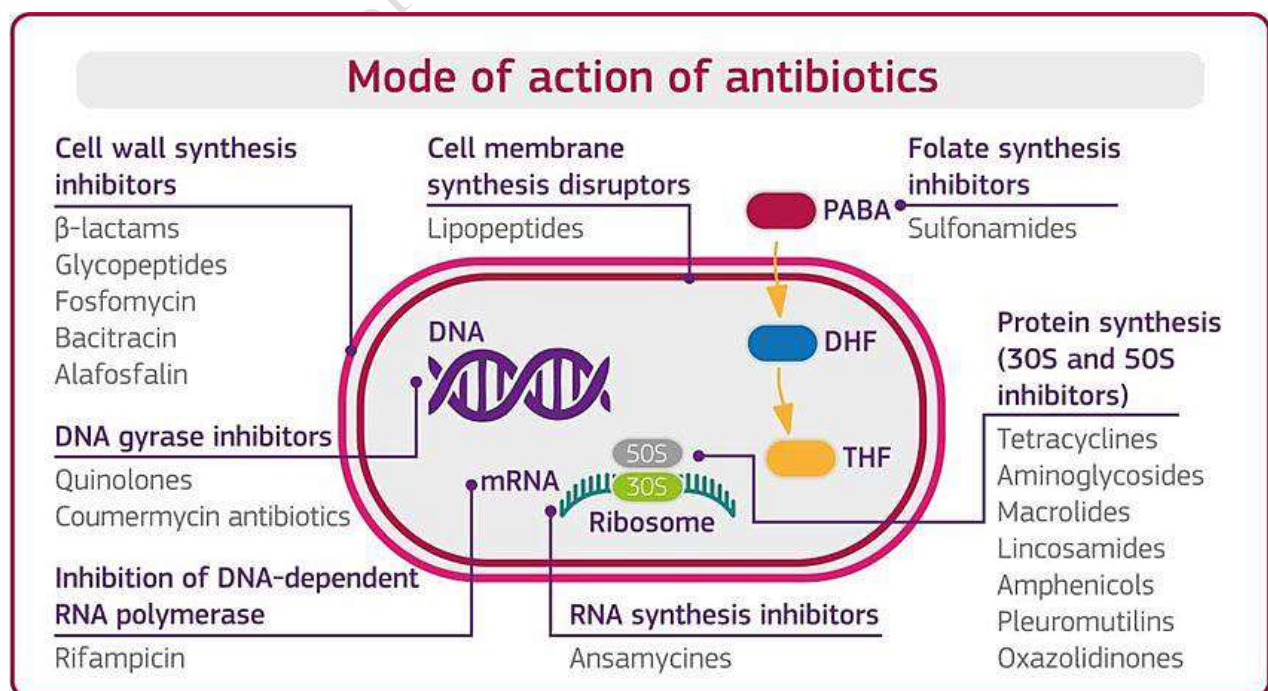 Mode of action of antibiotics
Cell wall synthesis
inhibitors
β-lactams
Glycopeptides
Fosfomycin
Bacitracin
Alafosfalin
Cell membrane
synthesis disruptors
Lipopeptides
Folate synthesis
inhibitors
Sulfonamides
PABA
DHF
THF
DNA
DNA gyrase inhibitors
Quinolones
Coumermycin antibiotics
mRNA
50S
30S
Ribosome
Protein synthesis
(30S and 50S
inhibitors)
Tetracyclines
Aminoglycosides
Macrolides
Lincosamides
Amphenicols
Pleuromutilins
Oxazolidinones
Inhibition of DNA-dependent
RNA polymerase
Rifampicin
RNA synthesis inhibitors
Ansamycines